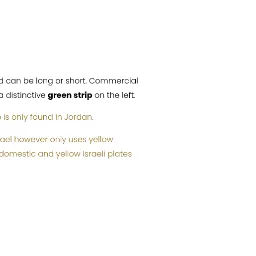 d can be long or short. Commercial
a distinctive green strip on the left.
is only found in Jordan.
ael however only uses yellow
domestic and yellow Israeli plates